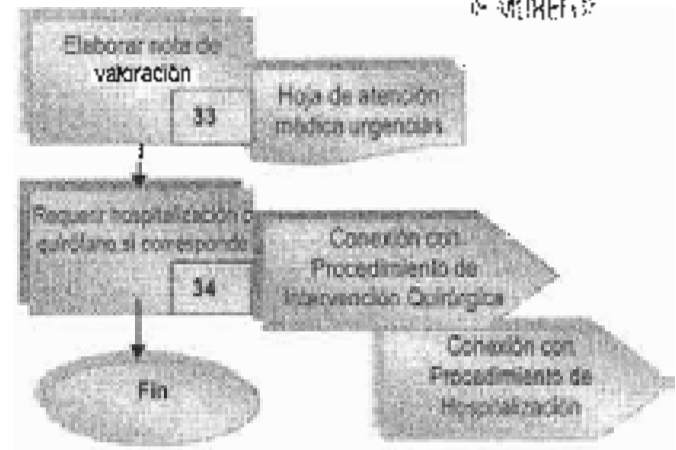 Elaborar nota de
valoración
33
Hoja de atención
médica urgencias
Requerir hospitalización o
quirófano si corresponde
34
Conexión con
Procedimiento de
Intervención Quirúrgica
Conexión con
Procedimiento de
Hospitalización
Fin